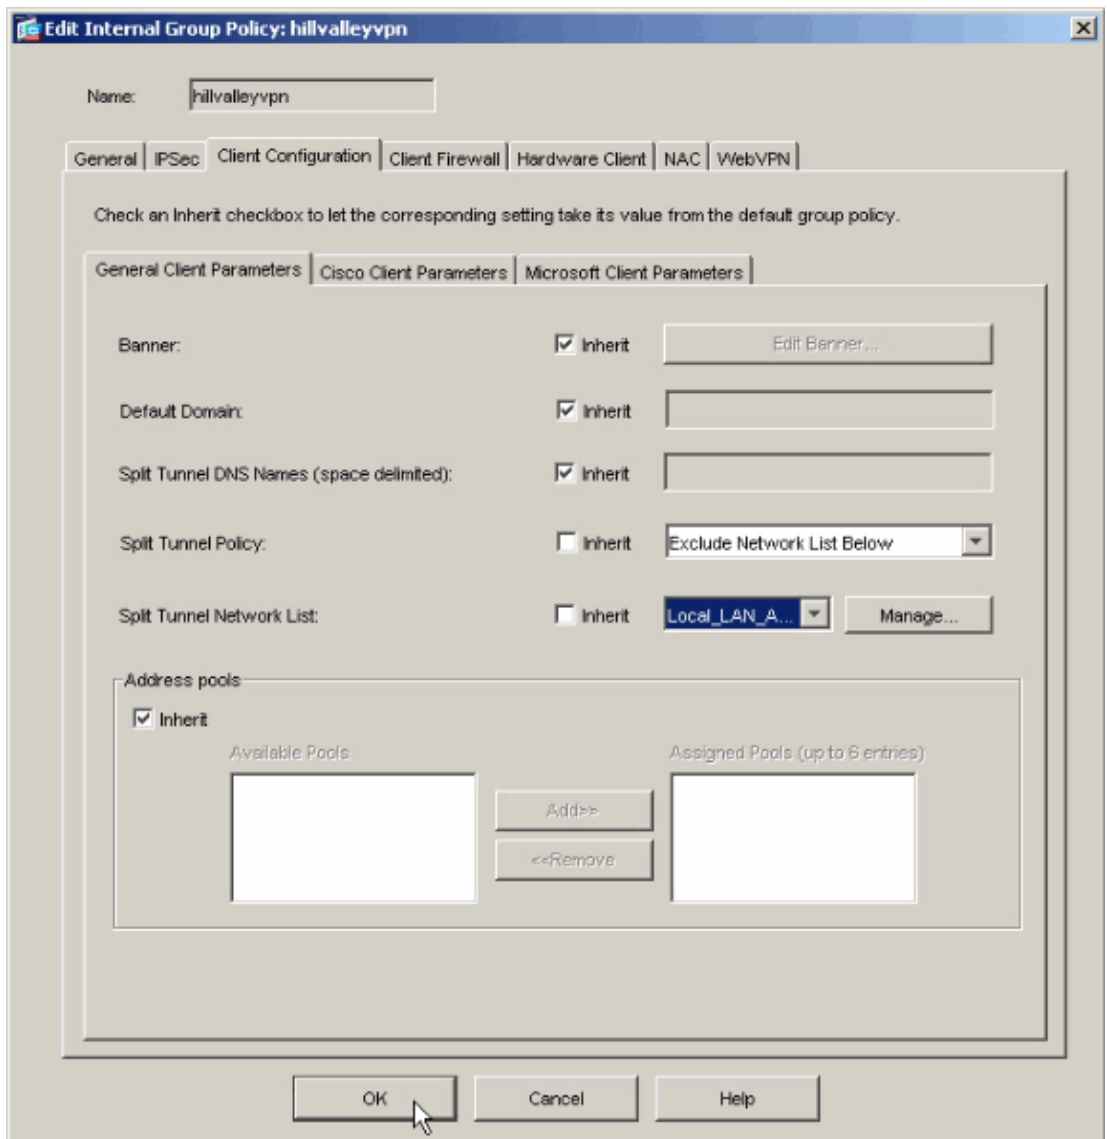 Edit Internal Group Policy: hillvalleyvpn
Name: hillvalleyvpn
General IPSec Client Configuration Client Firewall Hardware Client NAC WebVPN
Check an Inherit checkbox to let the corresponding setting take its value from the default group policy.
General Client Parameters Cisco Client Parameters Microsoft Client Parameters
Banner: Inherit Edit Banner...
Default Domain: Inherit
Split Tunnel DNS Names (space delimited): Inherit
Split Tunnel Policy: Inherit Exclude Network List Below
Split Tunnel Network List: Inherit Local_LAN_A... Manage...
Address pools
Inherit
Available Pools Assigned Pools (up to 6 entries)
Add>>
<<Remove
OK Cancel Help